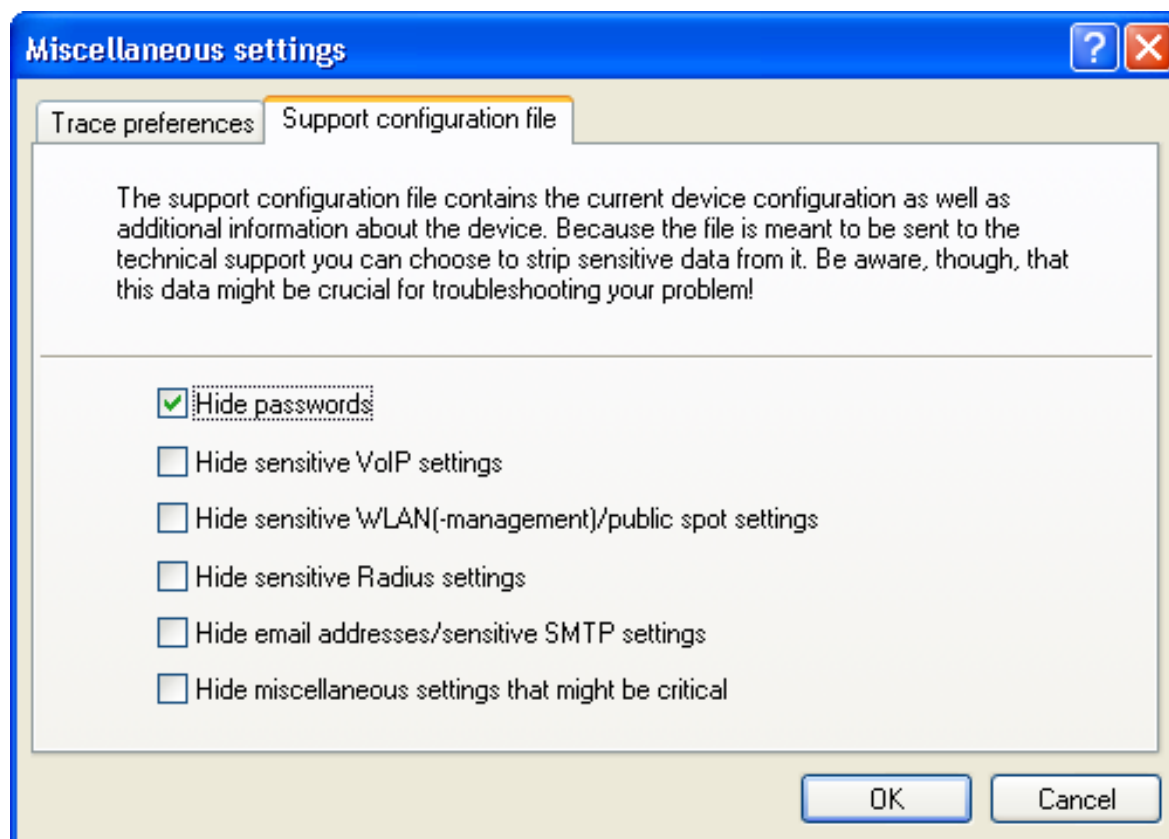 Miscellaneous settings
?
Trace preferences
Support configuration file
The support configuration file contains the current device configuration as well as
additional information about the device. Because the file is meant to be sent to the
technical support you can choose to strip sensitive data from it. Be aware, though, that
this data might be crucial for troubleshooting your problem!
Hide passwords
Hide sensitive VoIP settings
Hide sensitive WLAN(-management)/public spot settings
Hide sensitive Radius settings
Hide email addresses/sensitive SMTP settings
Hide miscellaneous settings that might be critical
OK
Cancel